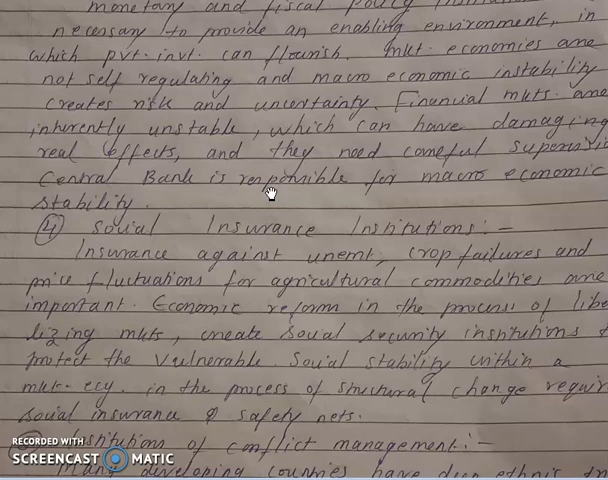 monetary and fiscal policy
necessary to provide an enabling environment, in
which pvt. invt. can flourish. Mkt. economies are
not self regulating and macro economic instability
creates risk and uncertainty. Financial mkts. are
inherently unstable, which can have damaging
real effects, and they need careful supervisio
Central Bank is responsible for macro economic
stability.
④ Social Insurance Institutions:-
Insurance against unemt, crop failures and
price fluctuations for agricultural commodities are
important. Economic reform in the process of libe
lizing mkts, create social security institutions t
protect the vulnerable. Social stability within a
mkt. ecy. in the process of structural change requir
social insurance & safety nets.
Institutions of conflict management:-
Many developing countries have deep ethnic
RECORDED WITH
SCREENCAST MATIC